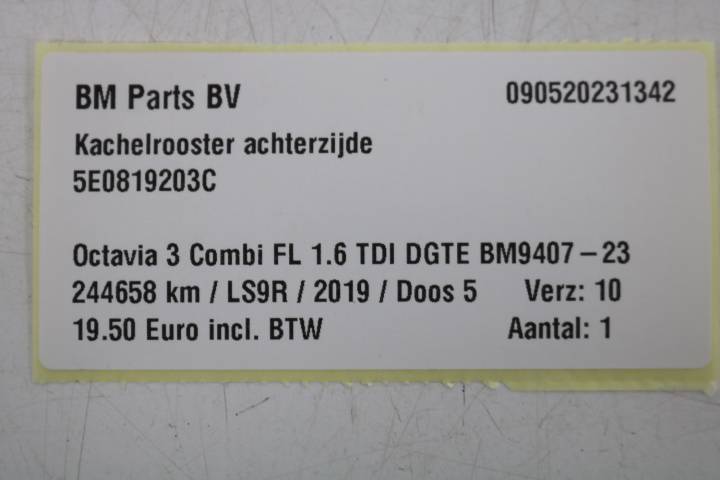 BM Parts BV 090520231342
Kachelrooster achterzijde
5E0819203C
Octavia 3 Combi FL 1.6 TDI DGTE BM9407-23
244658 km / LS9R / 2019 / Doos 5 Verz: 10
19.50 Euro incl. BTW Aantal: 1